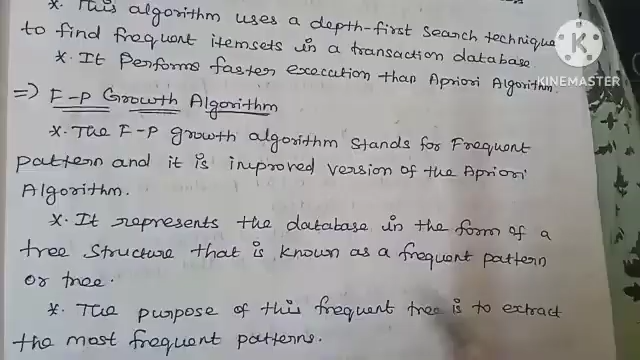 *. This algorithm uses a depth-first search technique
to find frequent itemsets in a transaction database.
*. It Performs faster execution than Apriori Algorithm.
=> F-P Growth Algorithm
*. The F-P growth algorithm stands for Frequent
pattern and it is improved version of the Apriori
Algorithm.
*. It represents the database in the form of a
tree structure that is known as a frequent pattern
or tree.
*. The purpose of this frequent tree is to extract
the most frequent patterns.
KINEMASTER